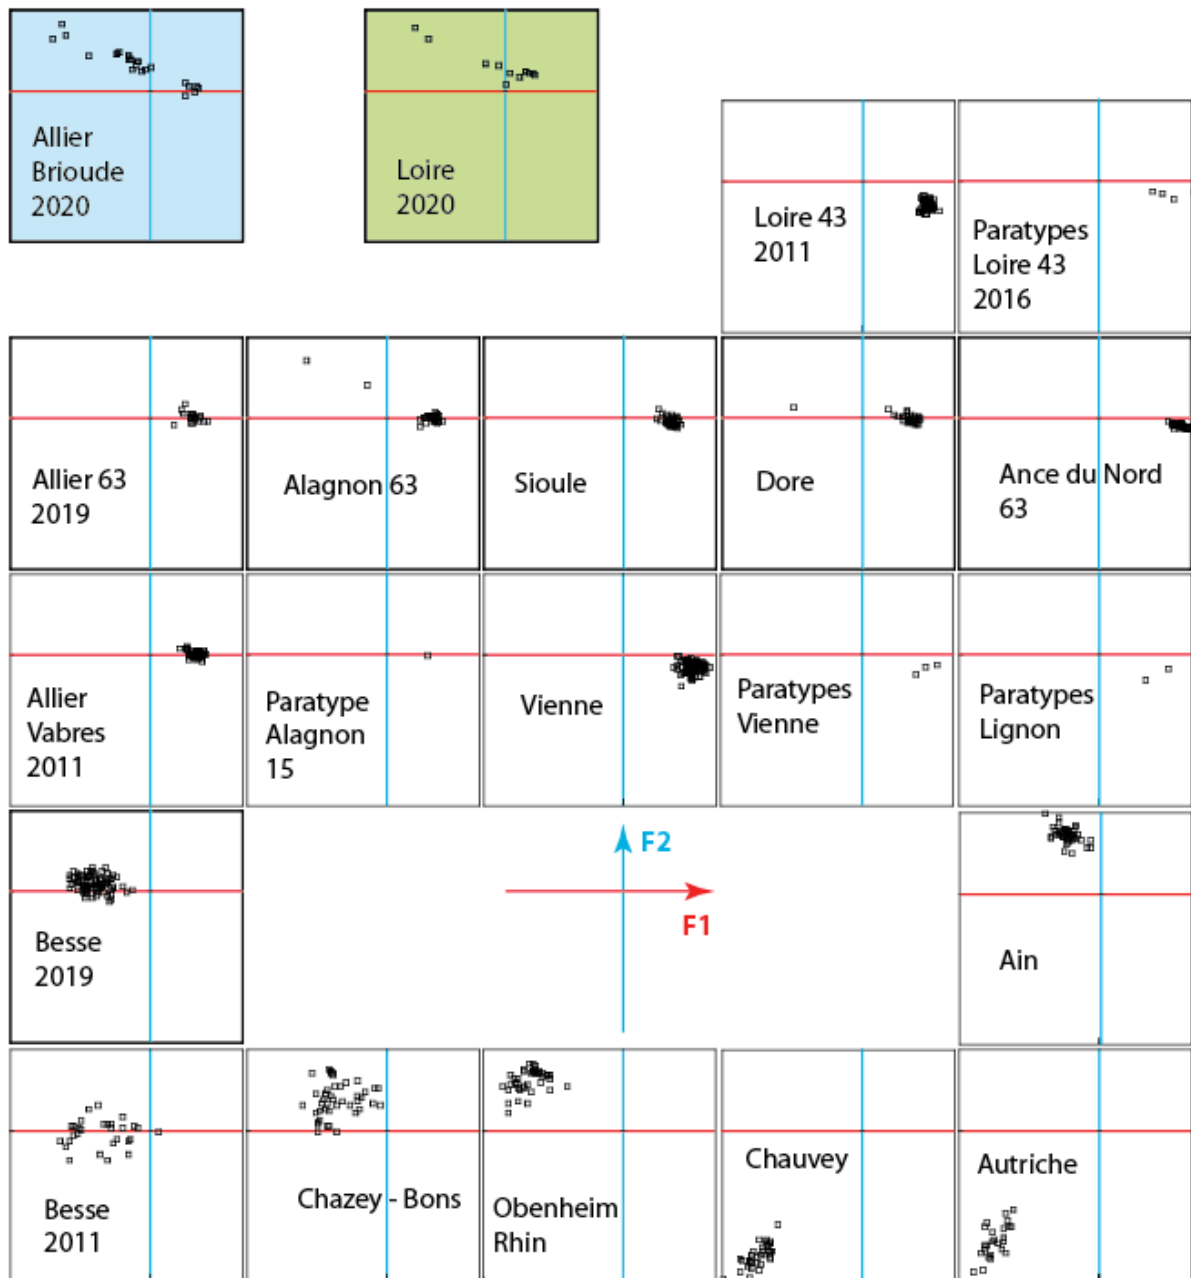 Allier
Brioude
2020
Loire
2020
Loire 43
2011
Paratypes
Loire 43
2016
Allier 63
2019
Alagnon 63
Sioule
Dore
Ance du Nord
63
Allier
Vabres
2011
Paratype
Alagnon
15
Vienne
Paratypes
Vienne
Paratypes
Lignon
Besse
2019
F2
F1
Ain
Besse
2011
Chazey - Bons
Obenheim
Rhin
Chauvey
Autriche